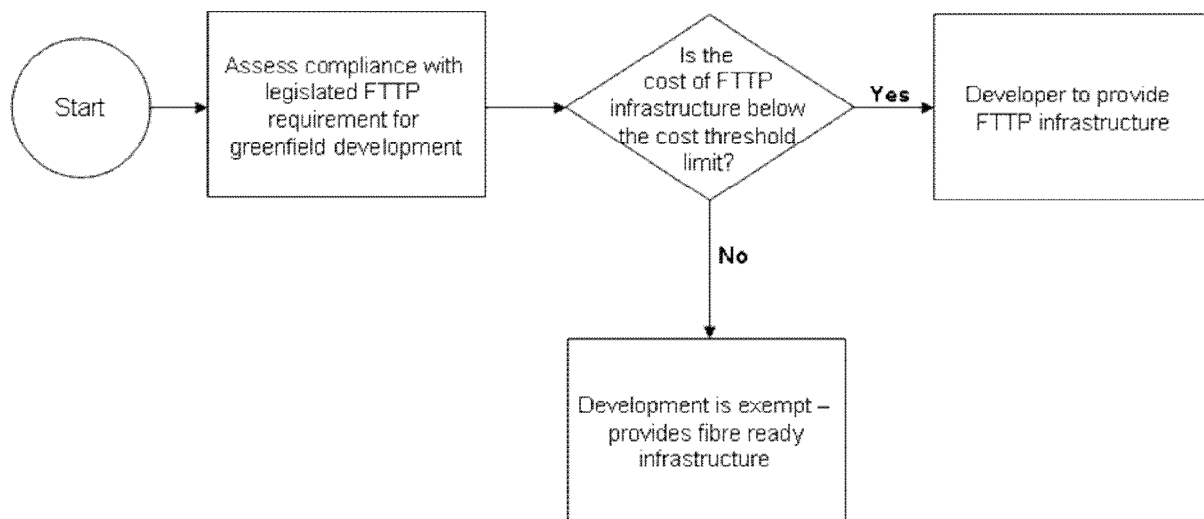 Start
Assess compliance with
legislated FTTP
requirement for
greenfield development
Is the
cost of FTTP
infrastructure below
the cost threshold
limit?
Yes
Developer to provide
FTTP infrastructure
No
Development is exempt –
provides fibre ready
infrastructure